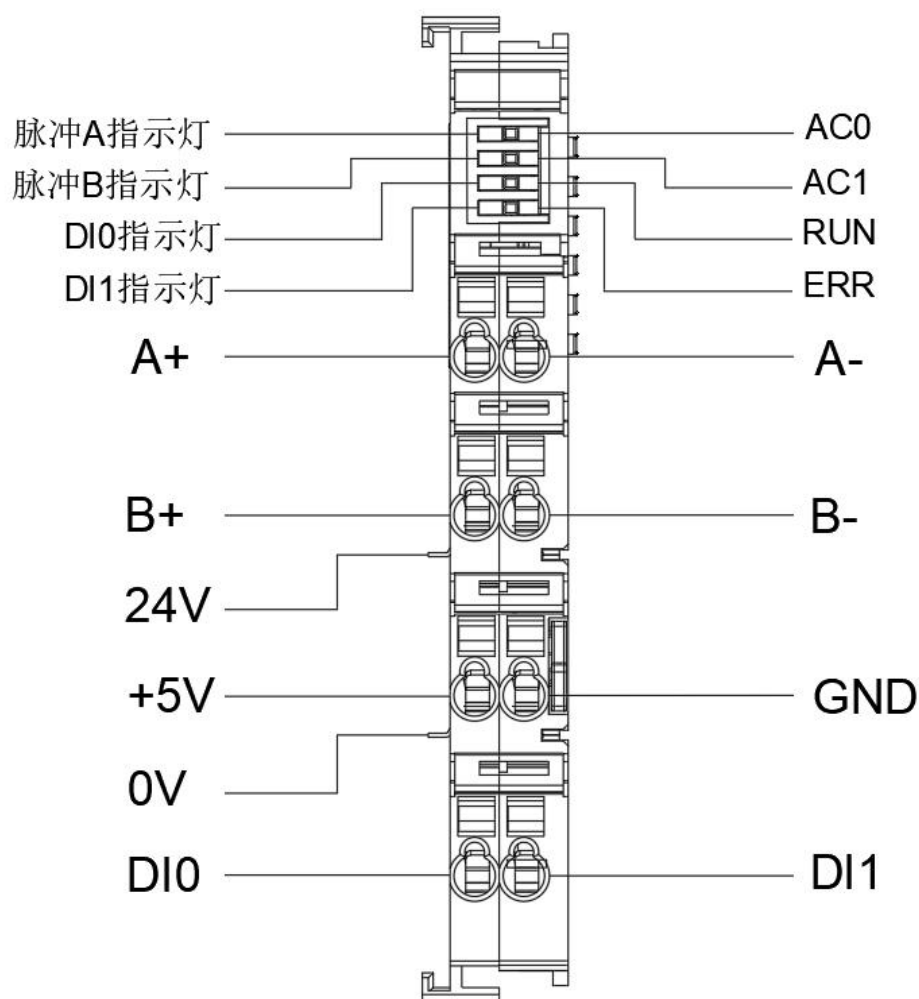 脉冲A指示灯
AC0
脉冲B指示灯
AC1
DI0指示灯
RUN
DI1指示灯
ERR
A+
A-
B+
B-
24V
+5V
GND
0V
DI0
DI1